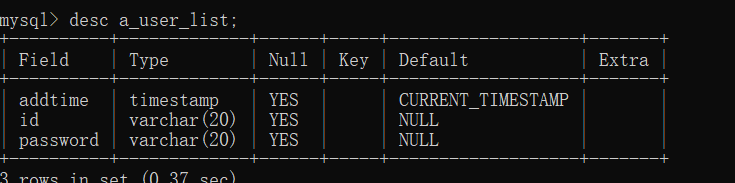 mysql> desc a_user_list;
+----------+-------------+------+-----+-------------------+-------+
| Field    | Type        | Null | Key | Default           | Extra |
+----------+-------------+------+-----+-------------------+-------+
| addtime  | timestamp   | YES  |     | CURRENT_TIMESTAMP |       |
| id       | varchar(20) | YES  |     | NULL              |       |
| password | varchar(20) | YES  |     | NULL              |       |
+----------+-------------+------+-----+-------------------+-------+
3 rows in set (0.37 sec)